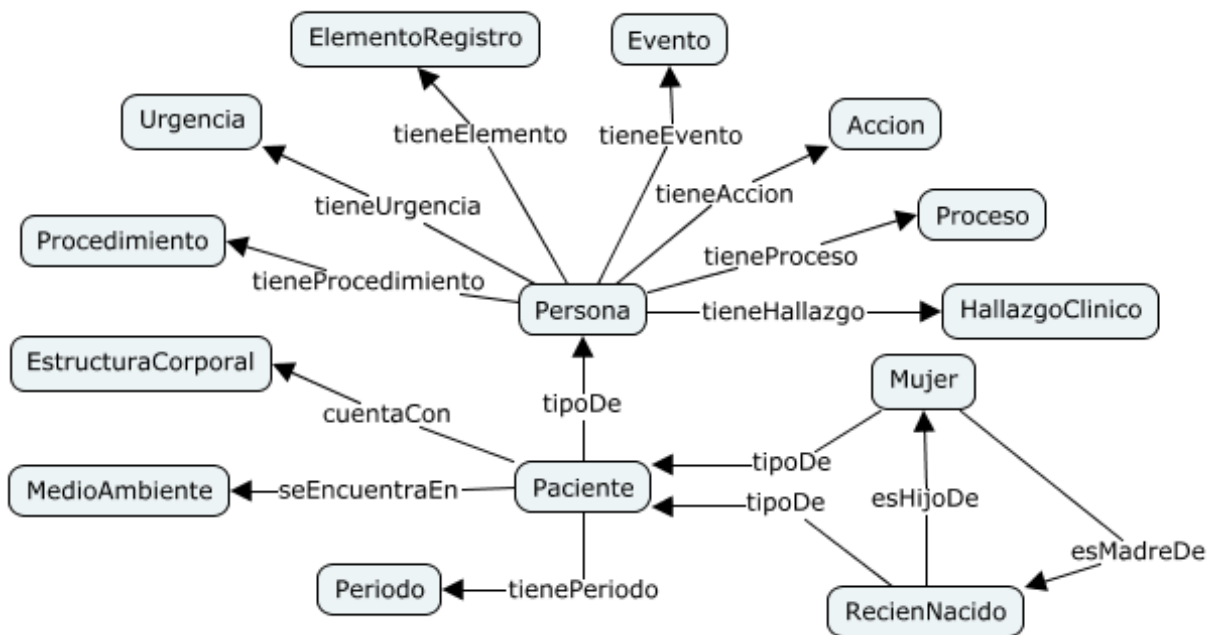 ElementoRegistro
Evento
Urgencia
Accion
tieneElemento
tieneEvento
tieneUrgencia
tieneAccion
Proceso
Procedimiento
tieneProcedimiento
tieneProceso
Persona
tieneHallazgo
HallazgoClinico
EstructuraCorporal
Mujer
cuentaCon
tipoDe
tipoDe
MedioAmbiente
seEncuentraEn
Paciente
tipoDe
esHijoDe
esMadreDe
Periodo
tienePeriodo
RecienNacido